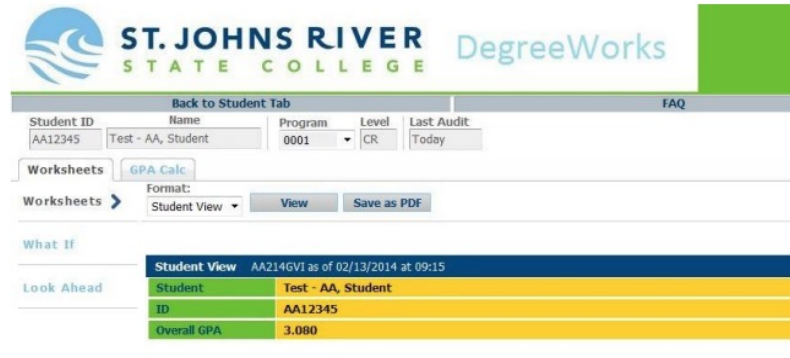 ST. JOHNS RIVER
STATE COLLEGE
DegreeWorks
Back to Student Tab FAQ
Student ID Name Program Level Last Audit
AA12345 Test - AA, Student 0001 CR Today
Worksheets GPA Calc
Worksheets Format:
Student View View Save as PDF
What If
Student View AA214GVI as of 02/13/2014 at 09:15
Look Ahead Student Test - AA, Student
ID AA12345
Overall GPA 3.080